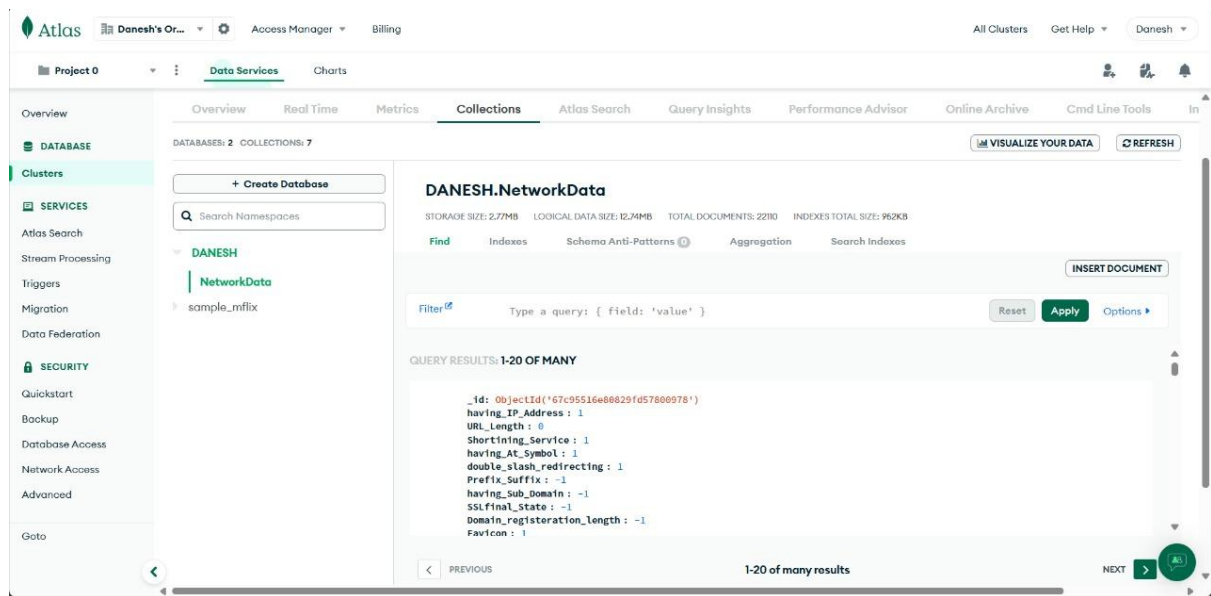 Atlas Danesh's Or... Access Manager Billing All Clusters Get Help Danesh
Project 0 Data Services Charts
Overview Real Time Metrics Collections Atlas Search Query Insights Performance Advisor Online Archive Cmd Line Tools In
DATABASES: 2 COLLECTIONS: 7 VISUALIZE YOUR DATA REFRESH
Overview
DATABASE
Clusters
SERVICES
Atlas Search
Stream Processing
Triggers
Migration
Data Federation
SECURITY
Quickstart
Backup
Database Access
Network Access
Advanced
Goto
+ Create Database
Search Namespaces
DANESH
NetworkData
sample_mflix
DANESH.NetworkData
STORAGE SIZE: 2.77MB LOGICAL DATA SIZE: 12.74MB TOTAL DOCUMENTS: 22110 INDEXES TOTAL SIZE: 952KB
Find Indexes Schema Anti-Patterns 0 Aggregation Search Indexes
INSERT DOCUMENT
Filter Type a query: { field: 'value' } Reset Apply Options
QUERY RESULTS: 1-20 OF MANY
_id: ObjectId('67c95516e80829fd57800978')
having_IP_Address : 1
URL_Length : 0
Shortining_Service : 1
having_At_Symbol : 1
double_slash_redirecting : 1
Prefix_Suffix : -1
having_Sub_Domain : -1
SSLfinal_State : -1
Domain_registeration_length : -1
Favicon : 1
PREVIOUS 1-20 of many results NEXT